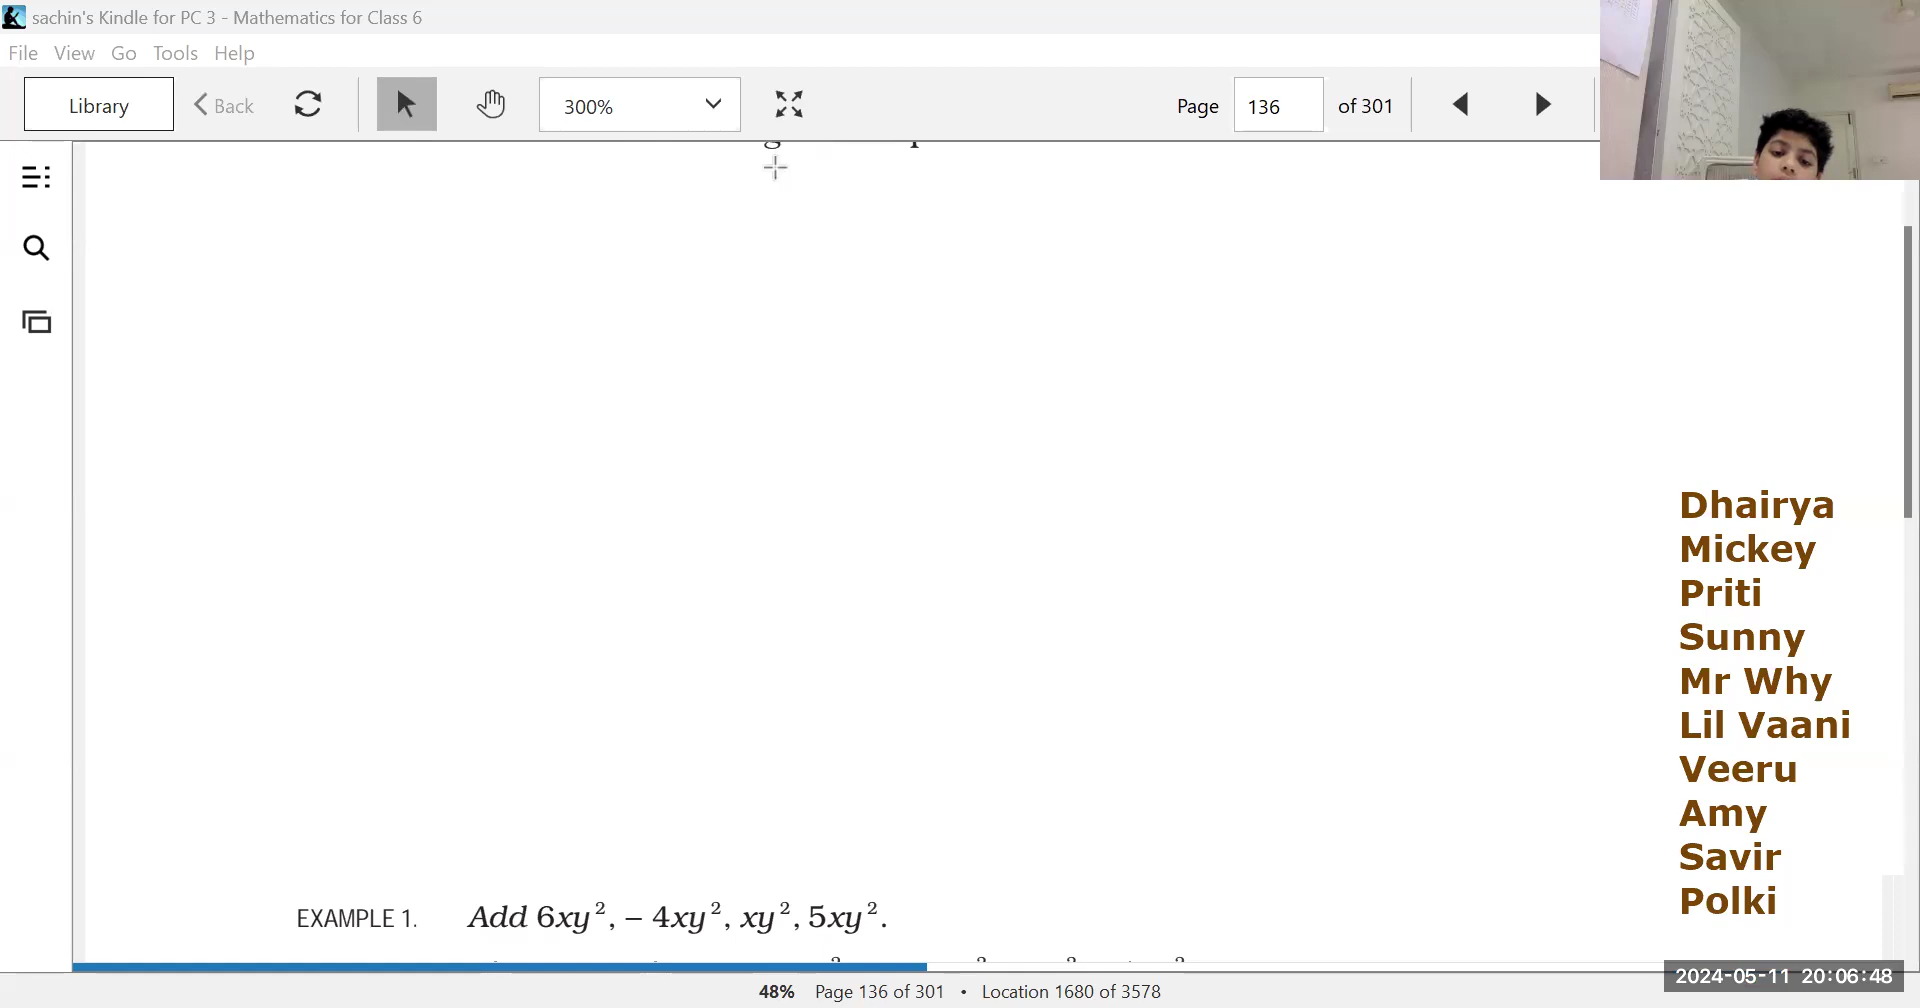 sachin's Kindle for PC 3 - Mathematics for Class 6
File View Go Tools Help
Library Back 300% Page 136 of 301
EXAMPLE 1. Add 6xy², – 4xy², xy², 5xy².
Dhairya
Mickey
Priti
Sunny
Mr Why
Lil Vaani
Veeru
Amy
Savir
Polki
2024-05-11 20:06:48
48% Page 136 of 301 • Location 1680 of 3578